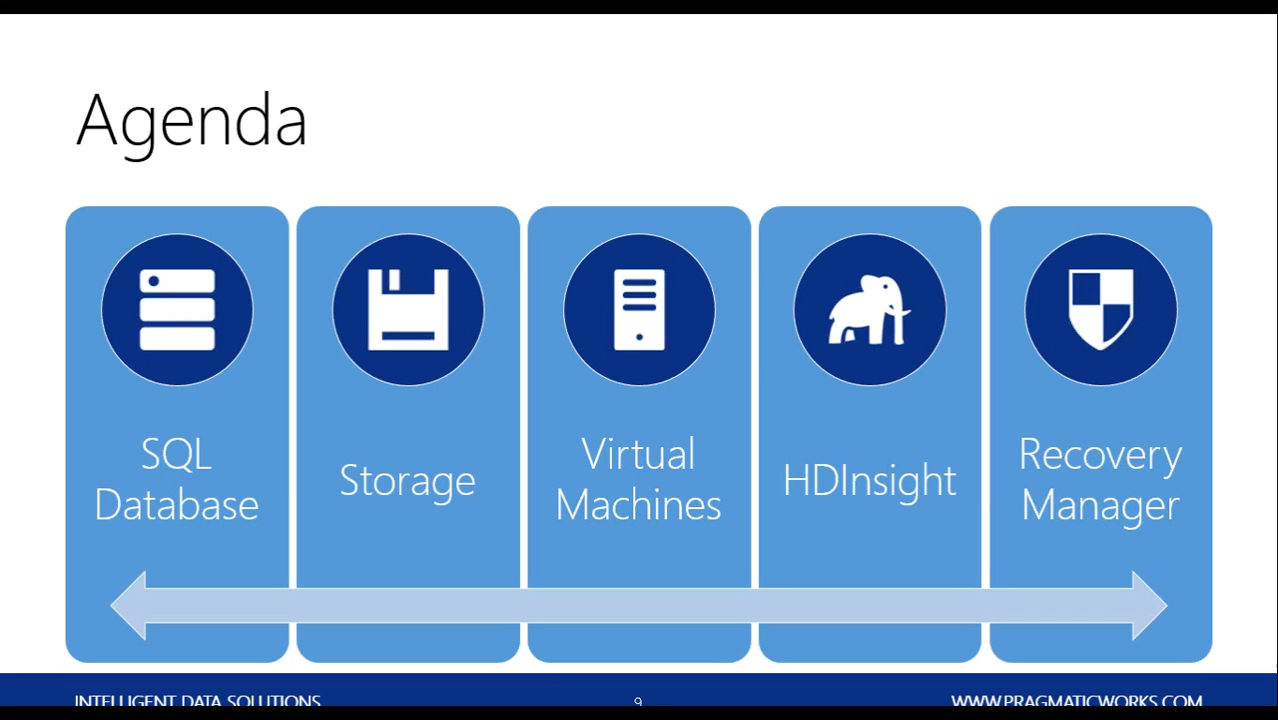 Agenda
SQL
Database
Storage
Virtual
Machines
HDInsight
Recovery
Manager
INTELLIGENT DATA SOLUTIONS
9
WWW.PRAGMATICWORKS.COM